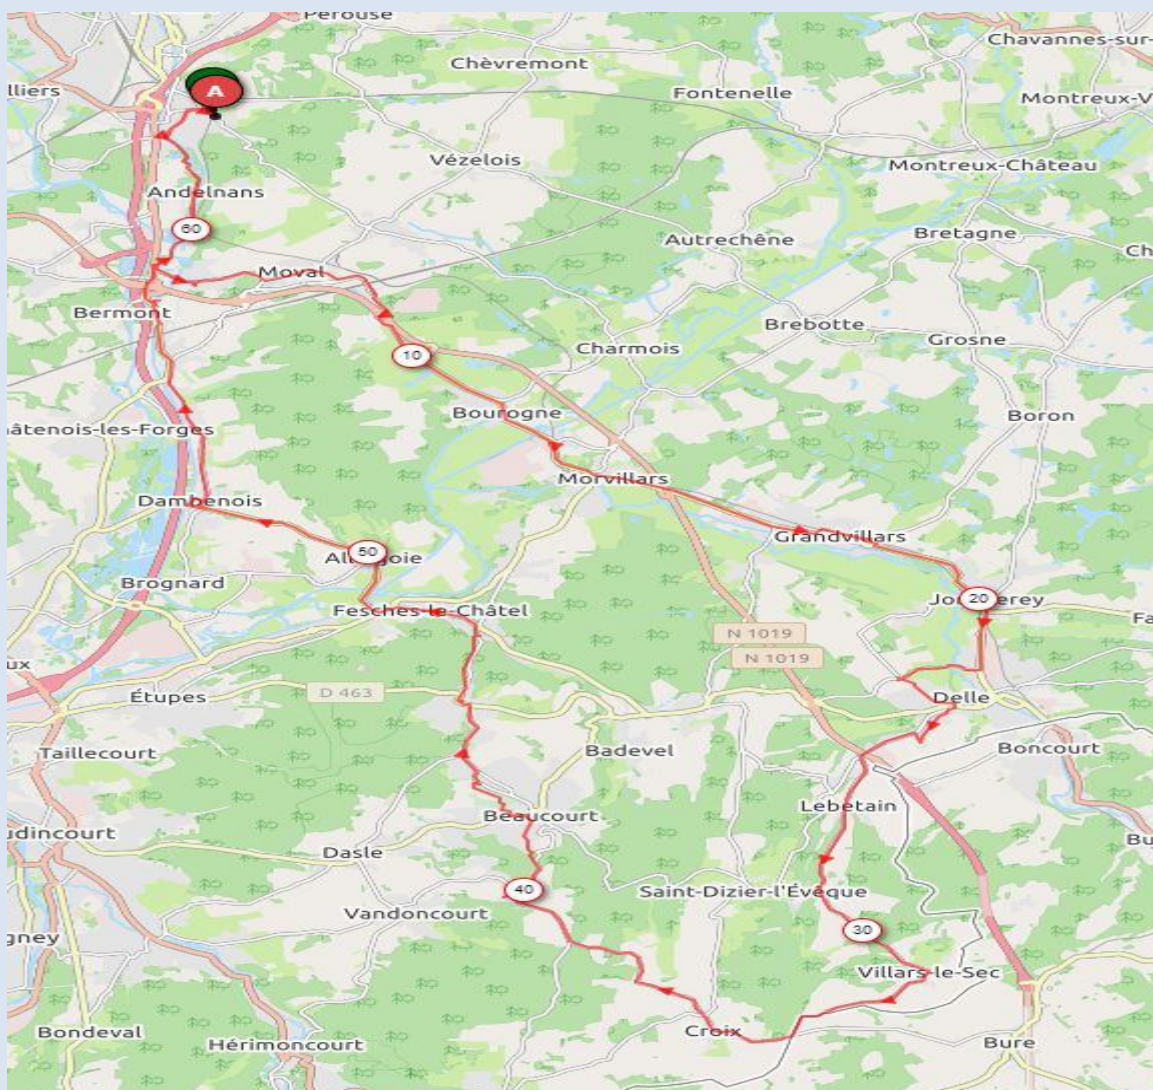 Pérouse
Chavannes-sur-
Chèvremont
lliers
Fontenelle
Montreux-V
A
Vézelois
Montreux-Château
Andelnans
Bretagne
60
Autrechêne
Ch
Moval
Bermont
Brebotte
Grosne
10
Charmois
Bourogne
Boron
âtenois-les-Forges
Morvillars
Dambenois
Grandvillars
50
Brognard
20
Fesches-le-Châtel
Fa
N 1019
N 1019
ux
Étupes
D 463
Delle
Taillecourt
Badevel
Boncourt
Lebetain
Beaucourt
udincourt
Bu
Dasle
40
Saint-Dizier-l'Évêque
Vandoncourt
30
gney
Villars-le-Sec
Croix
Bondeval
Hérimoncourt
Bure